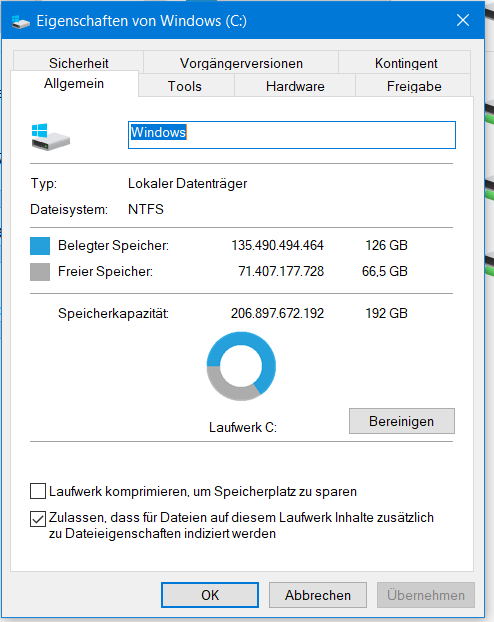 Eigenschaften von Windows (C:)
Sicherheit Vorgängerversionen Kontingent
Allgemein Tools Hardware Freigabe
Windows
Typ: Lokaler Datenträger
Dateisystem: NTFS
Belegter Speicher: 135.490.494.464 126 GB
Freier Speicher: 71.407.177.728 66,5 GB
Speicherkapazität: 206.897.672.192 192 GB
Laufwerk C:
Bereinigen
Laufwerk komprimieren, um Speicherplatz zu sparen
Zulassen, dass für Dateien auf diesem Laufwerk Inhalte zusätzlich
zu Dateieigenschaften indiziert werden
OK Abbrechen Übernehmen